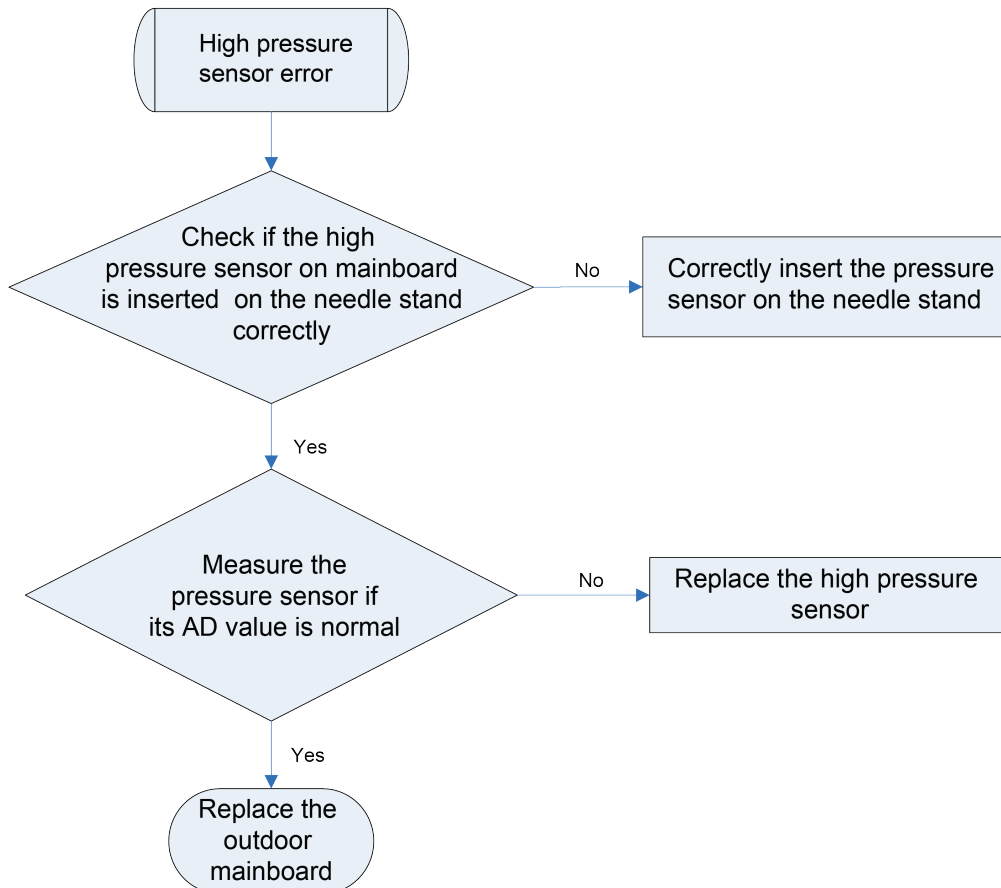 High pressure
sensor error
Check if the high
pressure sensor on mainboard
is inserted  on the needle stand
correctly
No
Correctly insert the pressure
sensor on the needle stand
Yes
Measure the
pressure sensor if
its AD value is normal
No
Replace the high pressure
sensor
Yes
Replace the
outdoor
mainboard